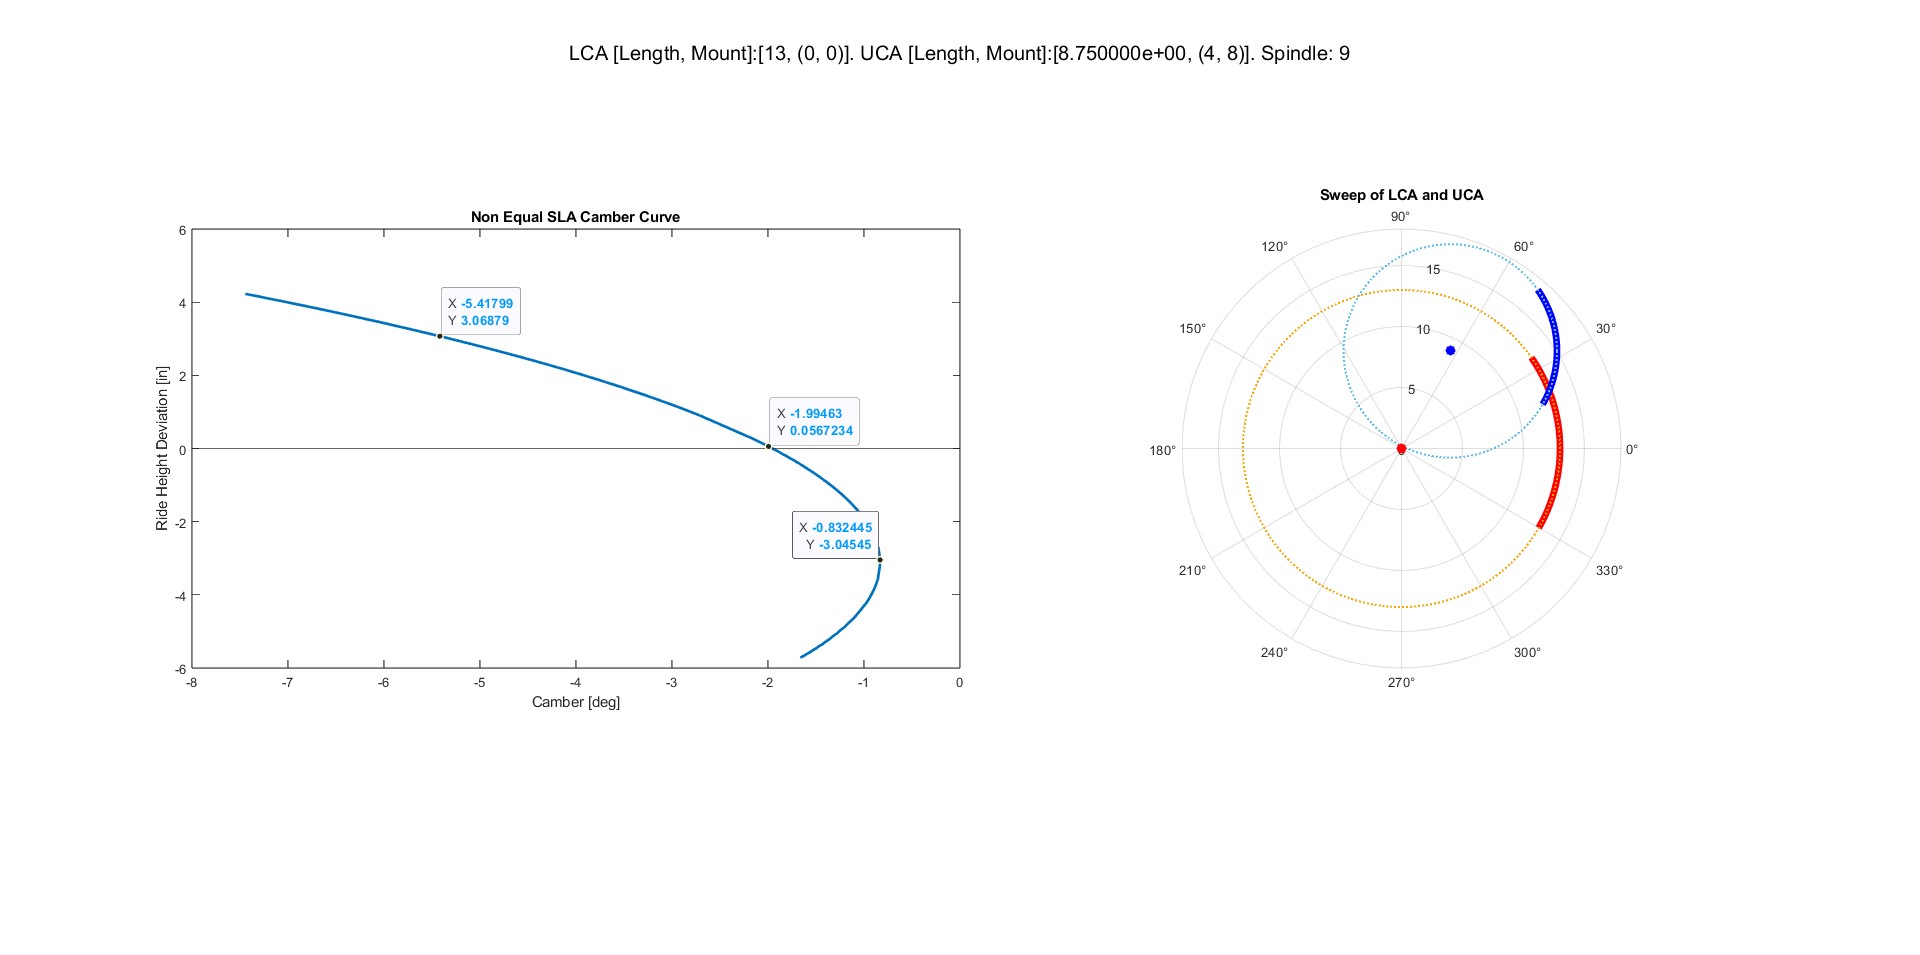 LCA [Length, Mount]:[13, (0, 0)]. UCA [Length, Mount]:[8.750000e+00, (4, 8)]. Spindle: 9
Non Equal SLA Camber Curve
6
4
2
0
-2
-4
-6
Ride Height Deviation [in]
X -5.41799
Y 3.06879
X -1.99463
Y 0.0567234
X -0.832445
Y -3.04545
-8 -7 -6 -5 -4 -3 -2 -1 0
Camber [deg]
Sweep of LCA and UCA
90°
120° 60°
15
150° 10 30°
5
180° 0°
210° 330°
240° 300°
270°